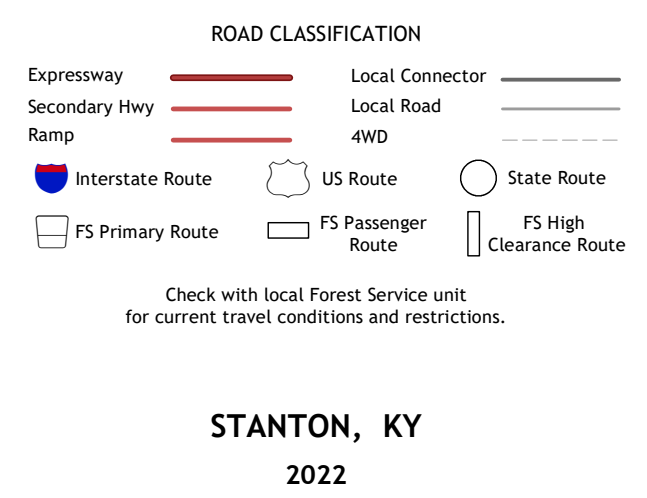 ROAD CLASSIFICATION
Expressway
Local Connector
Secondary Hwy
Local Road
Ramp
4WD
Interstate Route
US Route
State Route
FS Primary Route
FS Passenger
Route
FS High
Clearance Route
Check with local Forest Service unit
for current travel conditions and restrictions.
STANTON, KY
2022